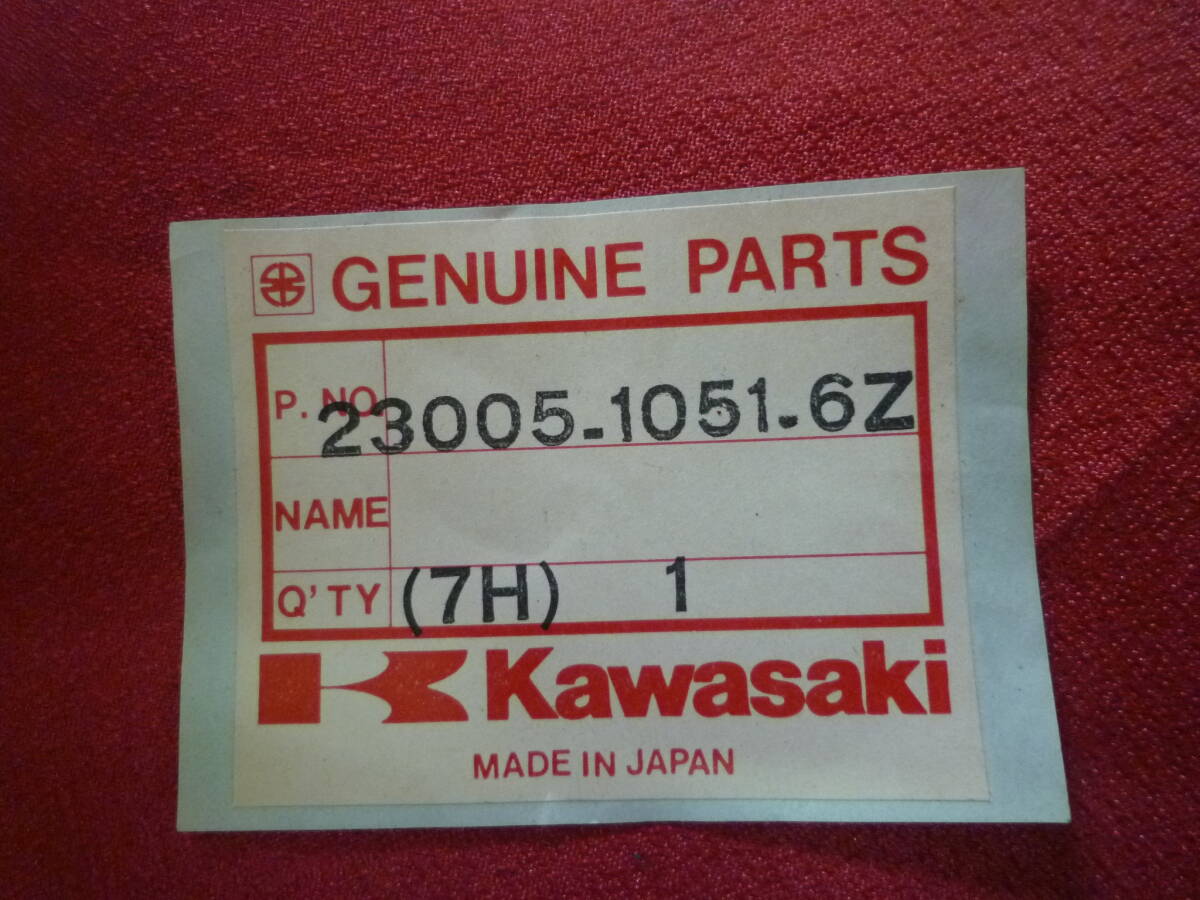 GENUINE PARTS
P. NO. 23005-1051-6Z
NAME
Q'TY (7H) 1
Kawasaki
MADE IN JAPAN